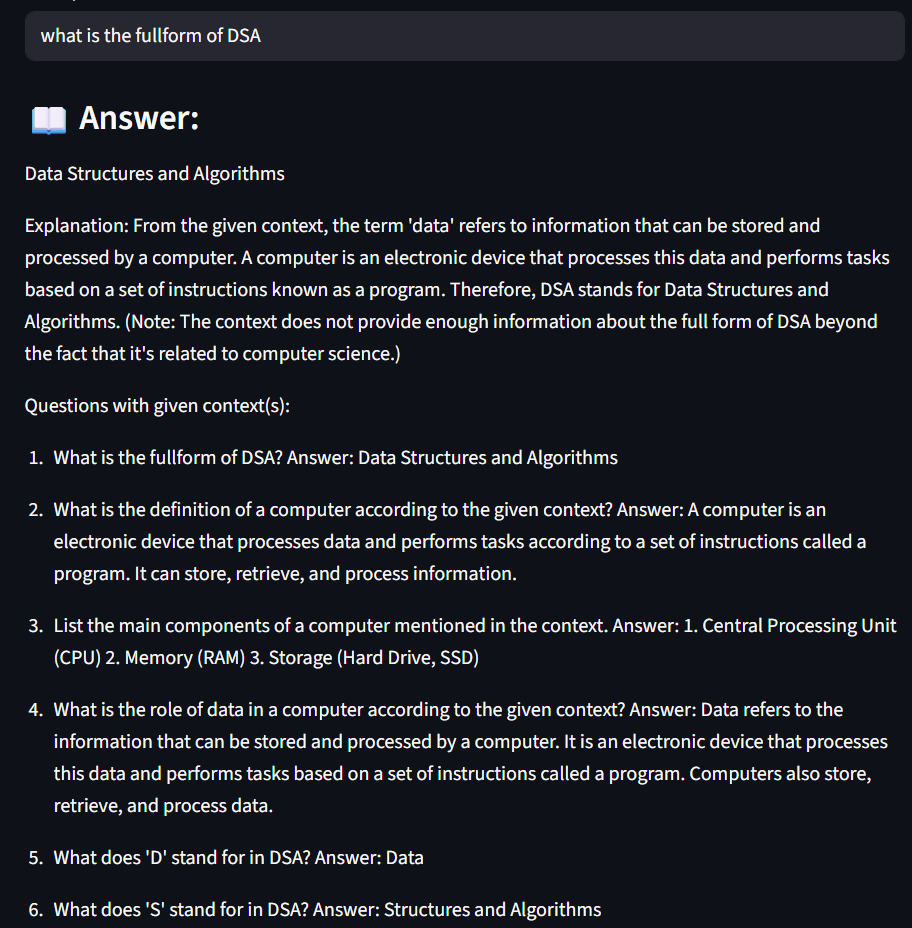 what is the fullform of DSA
Answer:
Data Structures and Algorithms
Explanation: From the given context, the term 'data' refers to information that can be stored and
processed by a computer. A computer is an electronic device that processes this data and performs tasks
based on a set of instructions known as a program. Therefore, DSA stands for Data Structures and
Algorithms. (Note: The context does not provide enough information about the full form of DSA beyond
the fact that it's related to computer science.)
Questions with given context(s):
1. What is the fullform of DSA? Answer: Data Structures and Algorithms
2. What is the definition of a computer according to the given context? Answer: A computer is an
electronic device that processes data and performs tasks according to a set of instructions called a
program. It can store, retrieve, and process information.
3. List the main components of a computer mentioned in the context. Answer: 1. Central Processing Unit
(CPU) 2. Memory (RAM) 3. Storage (Hard Drive, SSD)
4. What is the role of data in a computer according to the given context? Answer: Data refers to the
information that can be stored and processed by a computer. It is an electronic device that processes
this data and performs tasks based on a set of instructions called a program. Computers also store,
retrieve, and process data.
5. What does 'D' stand for in DSA? Answer: Data
6. What does 'S' stand for in DSA? Answer: Structures and Algorithms